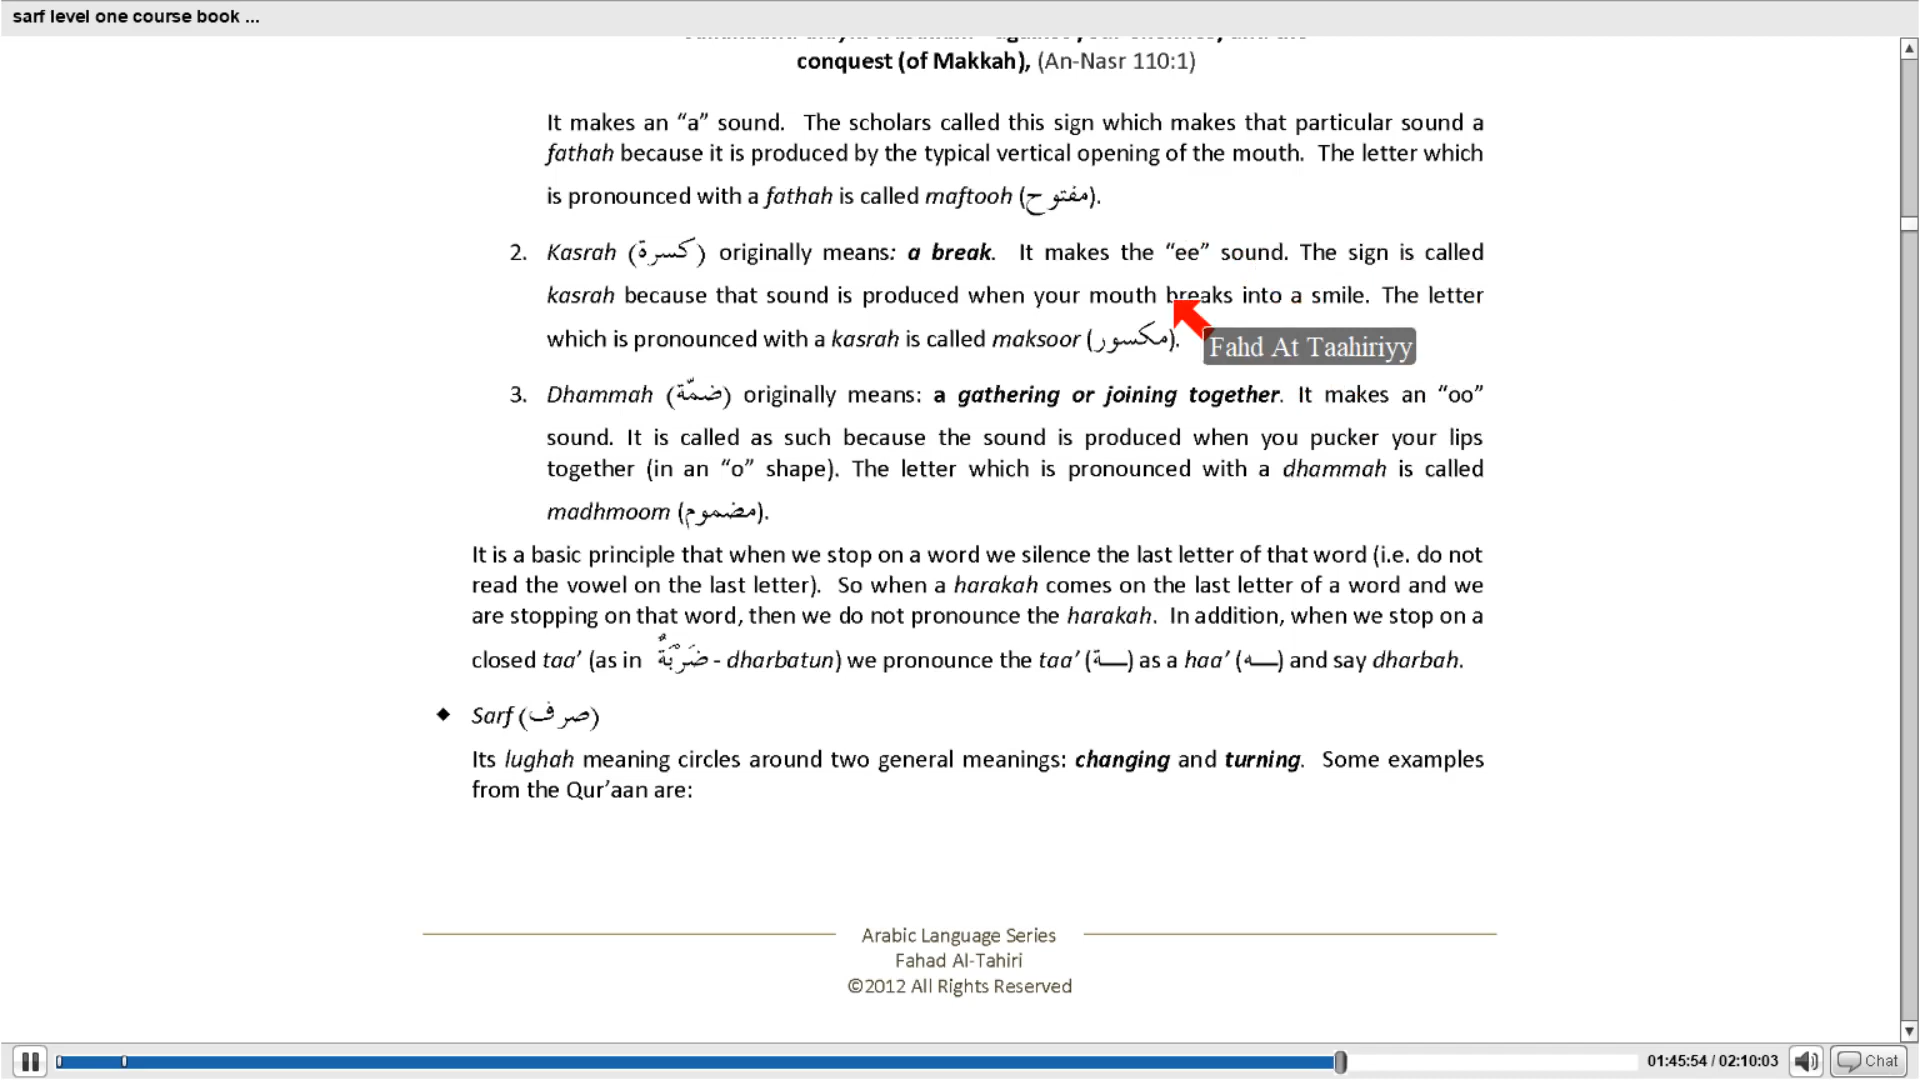 sarf level one course book ...
conquest (of Makkah), (An-Nasr 110:1)
It makes an “a” sound. The scholars called this sign which makes that particular sound a
fathah because it is produced by the typical vertical opening of the mouth. The letter which
is pronounced with a fathah is called maftooh (مفتوح).
2. Kasrah (كسرة) originally means: a break. It makes the “ee” sound. The sign is called
kasrah because that sound is produced when your mouth breaks into a smile. The letter
which is pronounced with a kasrah is called maksoor (مكسور).
Fahd At Taahiriyy
3. Dhammah (ضمّة) originally means: a gathering or joining together. It makes an “oo”
sound. It is called as such because the sound is produced when you pucker your lips
together (in an “o” shape). The letter which is pronounced with a dhammah is called
madhmoom (مضموم).
It is a basic principle that when we stop on a word we silence the last letter of that word (i.e. do not
read the vowel on the last letter). So when a harakah comes on the last letter of a word and we
are stopping on that word, then we do not pronounce the harakah. In addition, when we stop on a
closed taa’ (as in ضَرْبَةٌ - dharbatun) we pronounce the taa’ (ـــة) as a haa’ (ـــه) and say dharbah.
◆ Sarf (صرف)
Its lughah meaning circles around two general meanings: changing and turning. Some examples
from the Qur’aan are:
Arabic Language Series
Fahad Al-Tahiri
©2012 All Rights Reserved
01:45:54 / 02:10:03 Chat